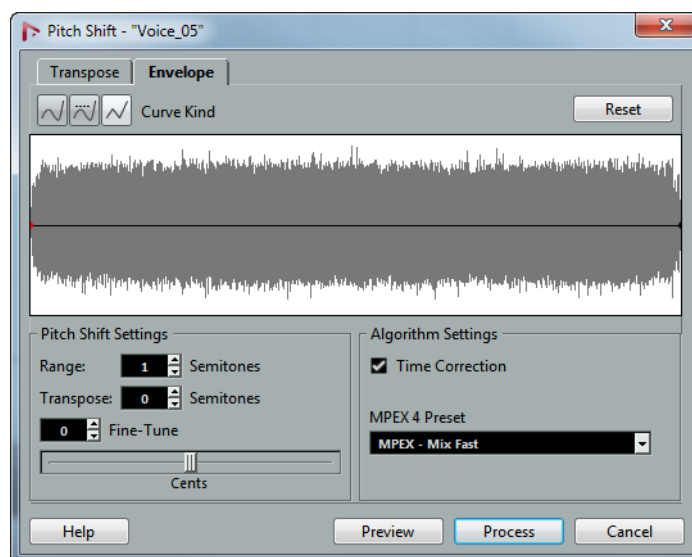 Pitch Shift - "Voice_05"
Transpose Envelope
Curve Kind Reset
Pitch Shift Settings
Range: 1 Semitones
Transpose: 0 Semitones
0 Fine-Tune
Cents
Algorithm Settings
Time Correction
MPEX 4 Preset
MPEX - Mix Fast
Help Preview Process Cancel